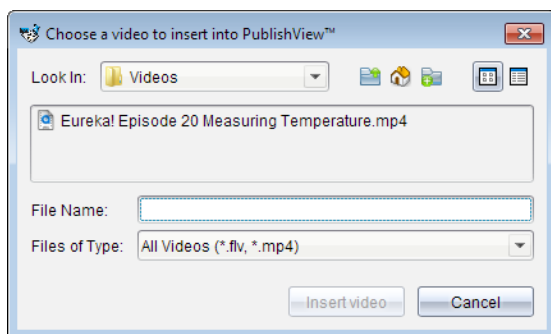 Choose a video to insert into PublishView™
Look In: Videos
Eureka! Episode 20 Measuring Temperature.mp4
File Name:
Files of Type: All Videos (*.flv, *.mp4)
Insert video Cancel